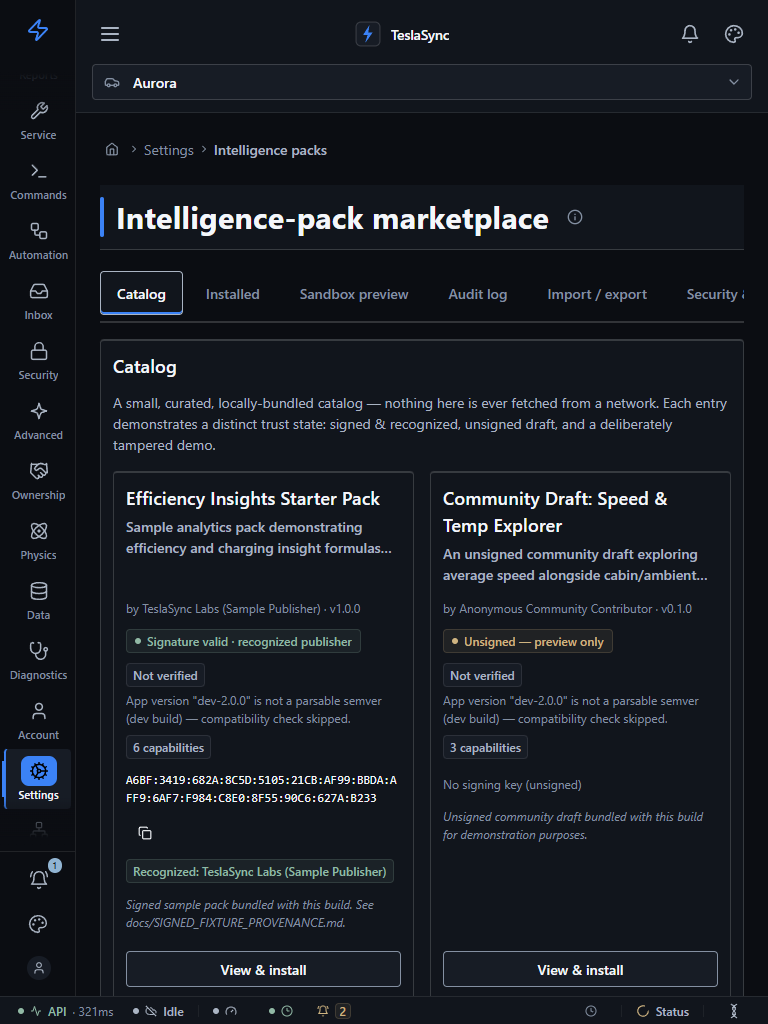 TeslaSync
Aurora
Reports
Service
Commands
Automation
Inbox
Security
Advanced
Ownership
Physics
Data
Diagnostics
Account
Settings
1
Settings
Intelligence packs
Intelligence-pack marketplace
Catalog
Installed
Sandbox preview
Audit log
Import / export
Security &
Catalog
A small, curated, locally-bundled catalog — nothing here is ever fetched from a network. Each entry
demonstrates a distinct trust state: signed & recognized, unsigned draft, and a deliberately
tampered demo.
Efficiency Insights Starter Pack
Sample analytics pack demonstrating
efficiency and charging insight formulas...
by TeslaSync Labs (Sample Publisher) · v1.0.0
Signature valid · recognized publisher
Not verified
App version "dev-2.0.0" is not a parsable semver
(dev build) — compatibility check skipped.
6 capabilities
A6BF:3419:682A:8C5D:5105:21CB:AF99:BBDA:A
FF9:6AF7:F984:C8E0:8F55:90C6:627A:B233
Recognized: TeslaSync Labs (Sample Publisher)
Signed sample pack bundled with this build. See
docs/SIGNED_FIXTURE_PROVENANCE.md.
View & install
Community Draft: Speed &
Temp Explorer
An unsigned community draft exploring
average speed alongside cabin/ambient...
by Anonymous Community Contributor · v0.1.0
Unsigned — preview only
Not verified
App version "dev-2.0.0" is not a parsable semver
(dev build) — compatibility check skipped.
3 capabilities
No signing key (unsigned)
Unsigned community draft bundled with this build
for demonstration purposes.
View & install
API · 321ms
Idle
2
Status